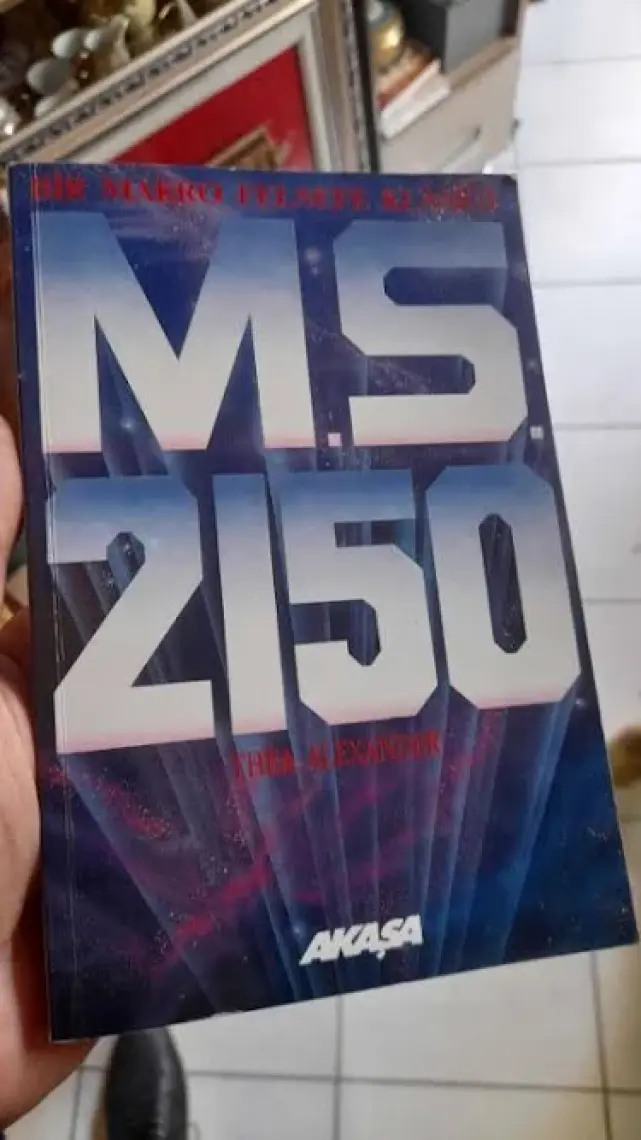 BİR MAKRO FELSEFE KLASİĞİ
M.S.
2150
THEA ALEXANDER
AKAŞA